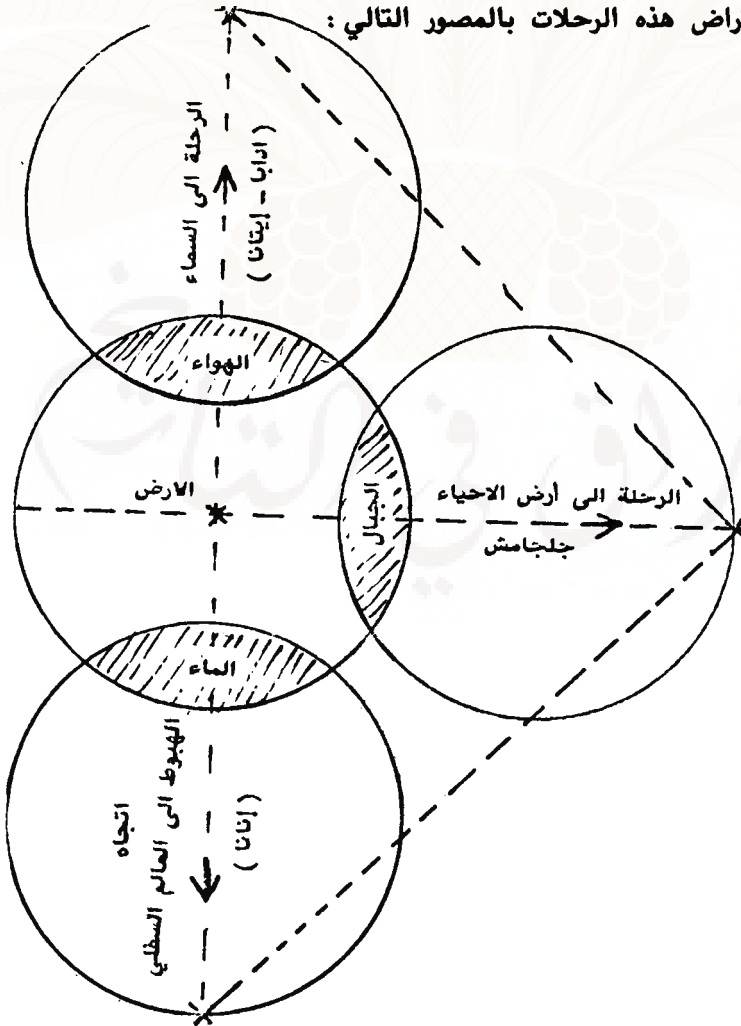 راض هذه الرحلات بالمصور التالي :
الرحلة الى السماء
( ادابا - إيتانا )
الهواء
الارض
الجبال
الرحلة الى أرض الاحياء
جلجامش
الماء
اتجاه
الهبوط الى العالم السفلي
( إنانا )